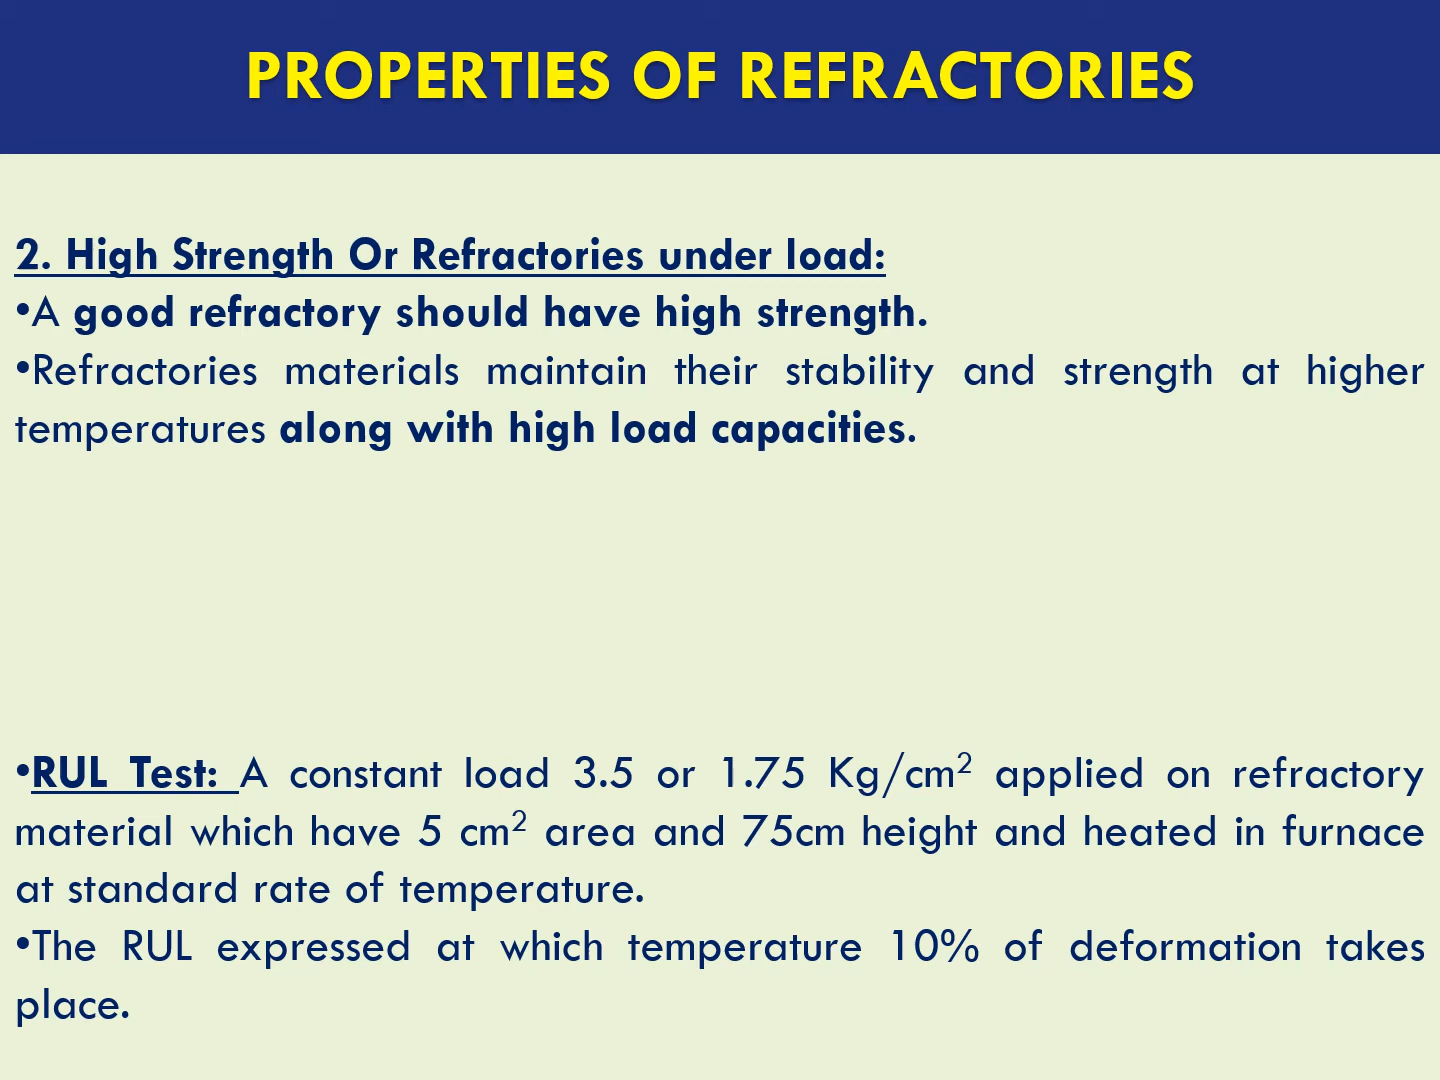 PROPERTIES OF REFRACTORIES
2. High Strength Or Refractories under load:
•A good refractory should have high strength.
•Refractories materials maintain their stability and strength at higher
temperatures along with high load capacities.
•RUL Test: A constant load 3.5 or 1.75 Kg/cm² applied on refractory
material which have 5 cm² area and 75cm height and heated in furnace
at standard rate of temperature.
•The RUL expressed at which temperature 10% of deformation takes
place.